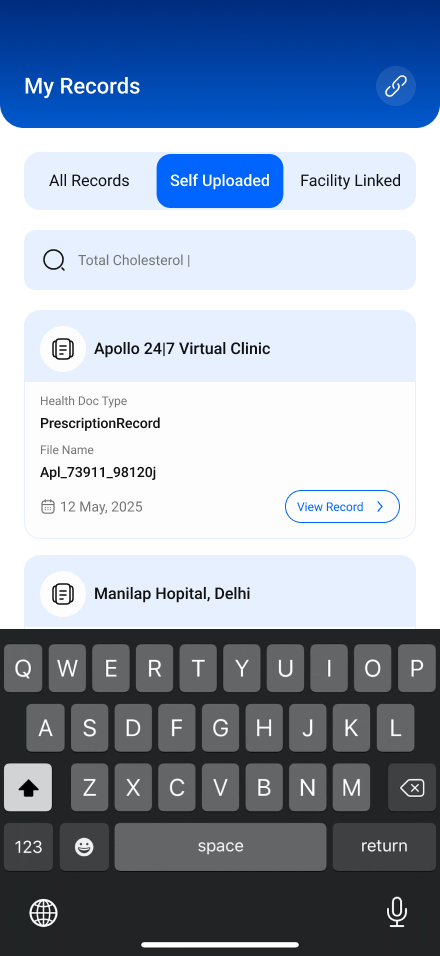 My Records
All Records Self Uploaded Facility Linked
Total Cholesterol |
Apollo 24|7 Virtual Clinic
Health Doc Type
PrescriptionRecord
File Name
Apl_73911_98120j
12 May, 2025 View Record
Manilap Hopital, Delhi
Q W E R T Y U I O P
A S D F G H J K L
Z X C V B N M
123 space return